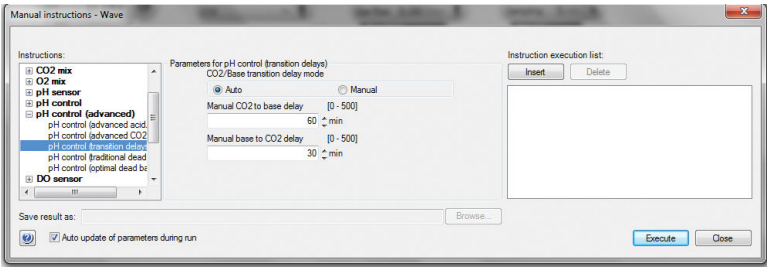 Manual instructions - Wave
Instructions:
CO2 mix
O2 mix
pH sensor
pH control
pH control (advanced)
pH control (advanced acid.
pH control (advanced CO2
pH control (transition delays
pH control (traditional dead
pH control (optimal dead ba
DO sensor
Parameters for pH control (transition delays)
CO2/Base transition delay mode
Auto Manual
Manual CO2 to base delay [0 - 500]
60 min
Manual base to CO2 delay [0 - 500]
30 min
Instruction execution list:
Insert Delete
Save result as: Browse...
Auto update of parameters during run
Execute Close